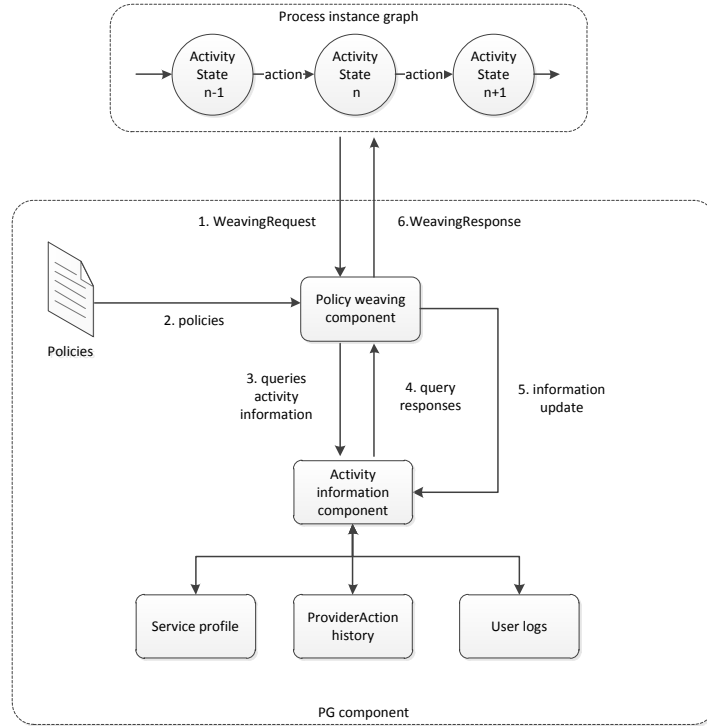 Process instance graph
Activity
State
n-1
action
Activity
State
n
action
Activity
State
n+1
1. WeavingRequest
6.WeavingResponse
Policy weaving
component
2. policies
Policies
3. queries
activity
information
4. query
responses
5. information
update
Activity
information
component
Service profile
ProviderAction
history
User logs
PG component